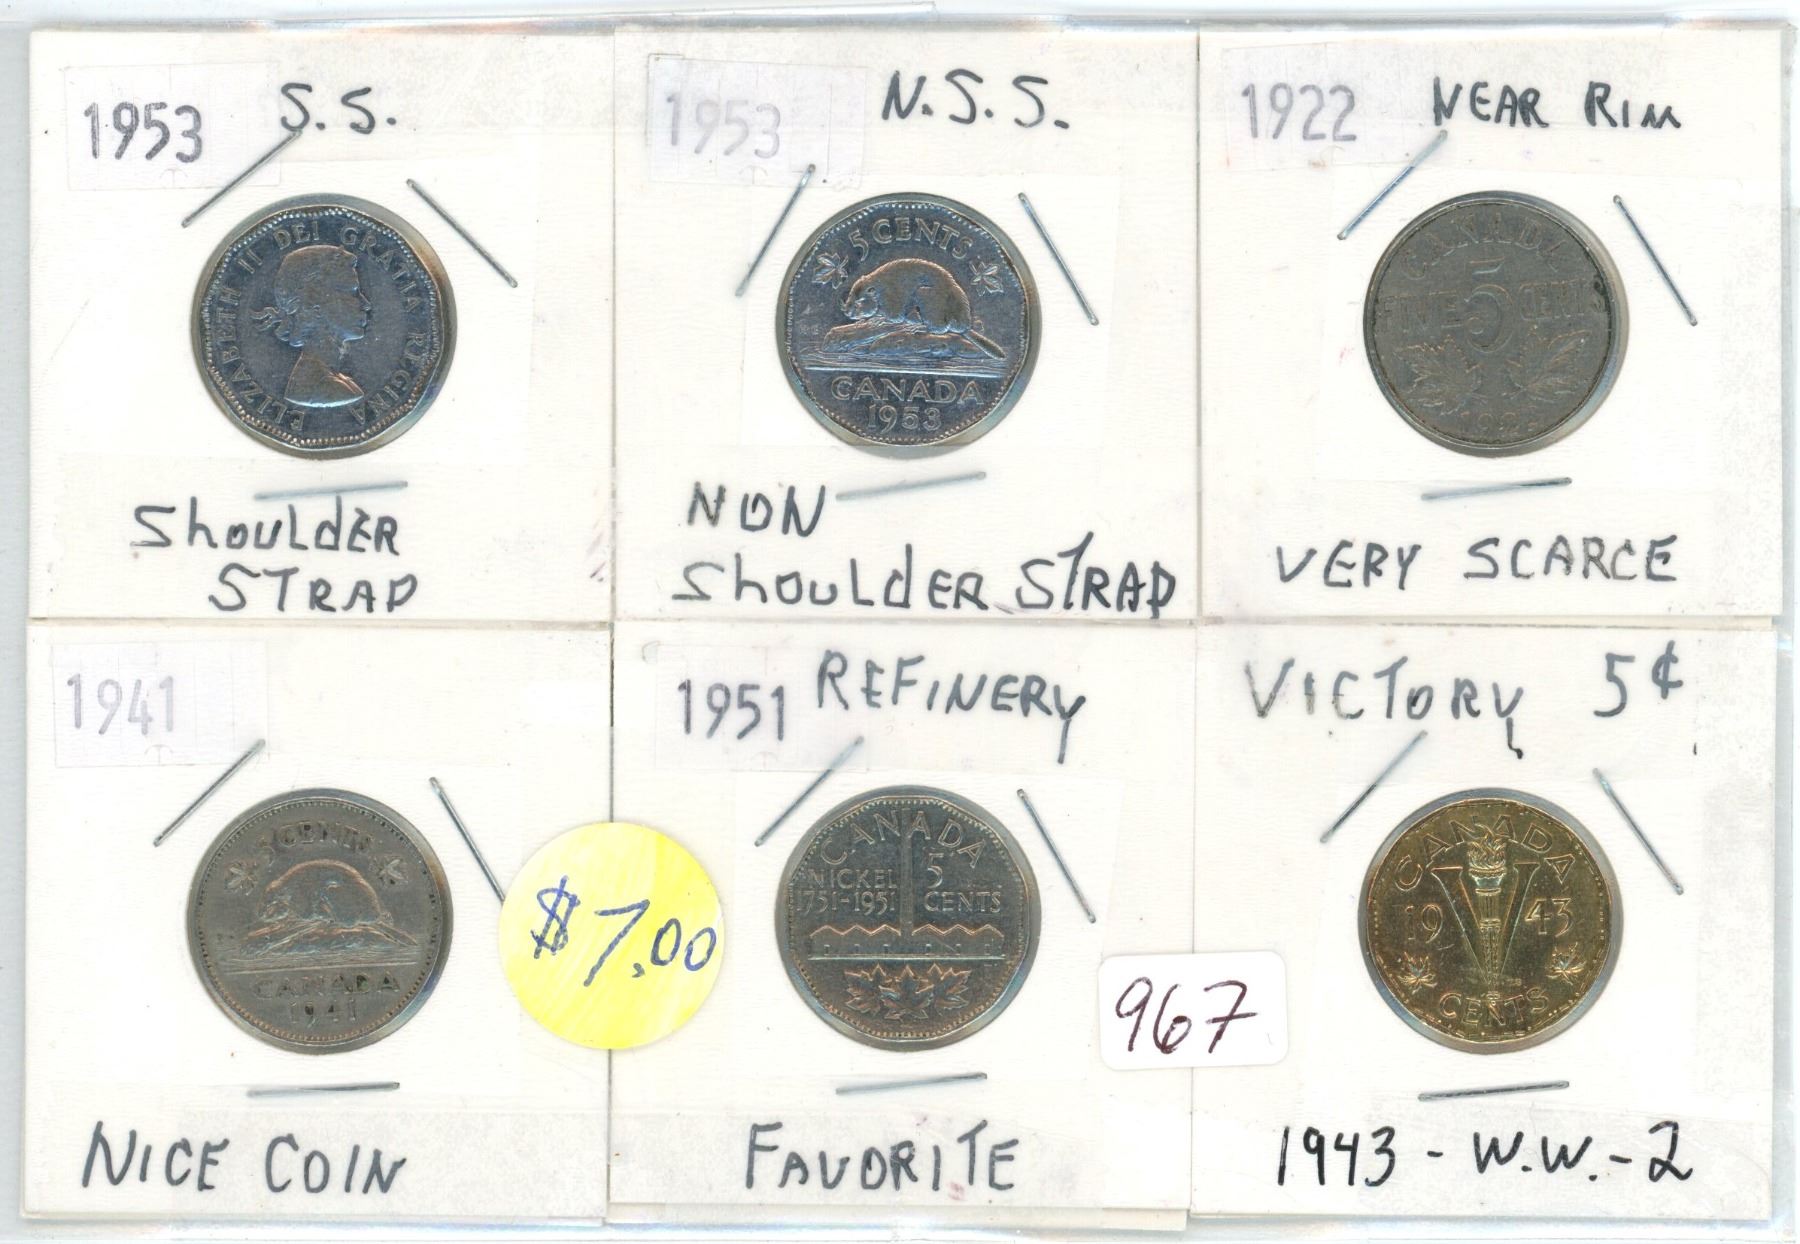 1953 S.S.
ELIZABETH II DEI GRATIA REGINA
SHOULDER
STRAP
1953 N.S.S.
5 CENTS
CANADA
1953
NON
SHOULDER STRAP
1922 NEAR RIM
CANADA
FIVE 5 CENTS
1922
VERY SCARCE
1941
5 CENTS
CANADA
1941
NICE COIN
$7.00
1951 REFINERY
CANADA
NICKEL 5
1751-1951 CENTS
FAVORITE
967
VICTORY 5¢
CANADA
19 V 43
CENTS
1943 - W.W.-2